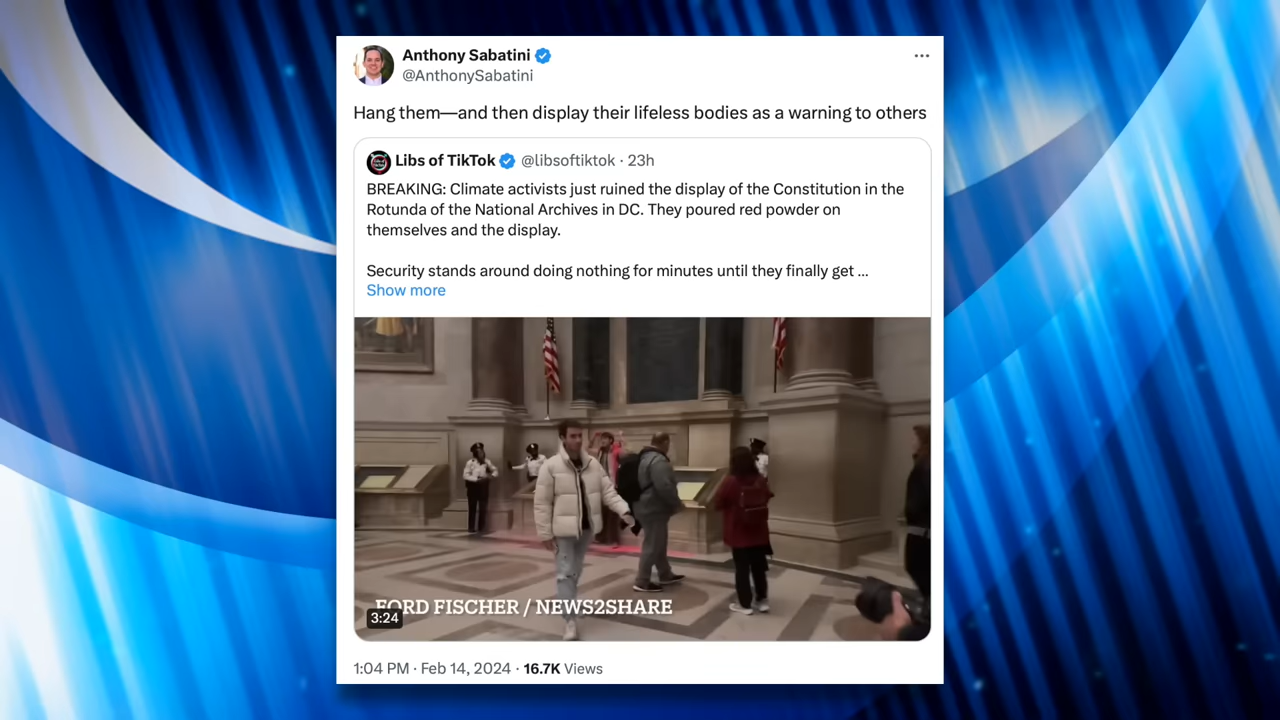 Anthony Sabatini
@AnthonySabatini
Hang them—and then display their lifeless bodies as a warning to others
Libs of TikTok @libsoftiktok · 23h
BREAKING: Climate activists just ruined the display of the Constitution in the
Rotunda of the National Archives in DC. They poured red powder on
themselves and the display.
Security stands around doing nothing for minutes until they finally get ...
Show more
FORD FISCHER / NEWS2SHARE
3:24
1:04 PM · Feb 14, 2024 · 16.7K Views